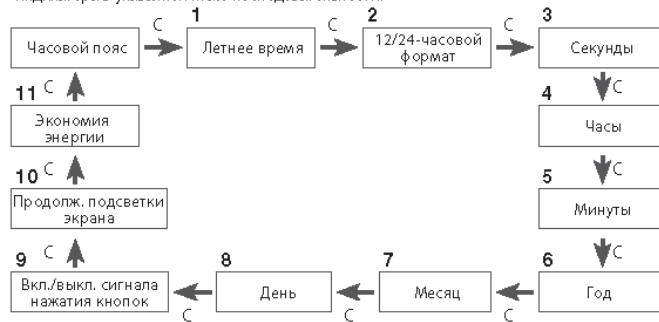 Часовой пояс
C
1
Летнее время
C
2
12/24-часовой
формат
C
3
Секунды
C
4
Часы
C
5
Минуты
C
6
Год
C
7
Месяц
C
8
День
C
9
Вкл./выкл. сигнала
нажатия кнопок
C
10
Продолж. подсветки
экрана
C
11
Экономия
энергии
C